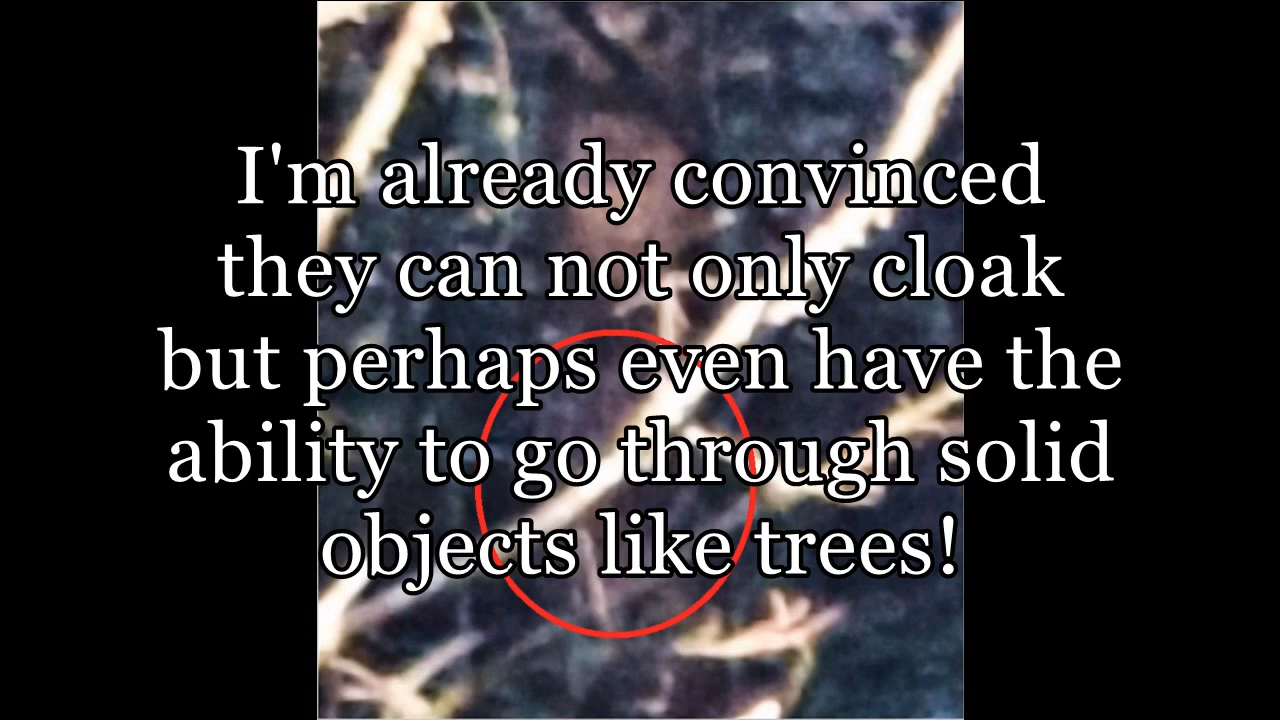 I'm already convinced
they can not only cloak
but perhaps even have the
ability to go through solid
objects like trees!